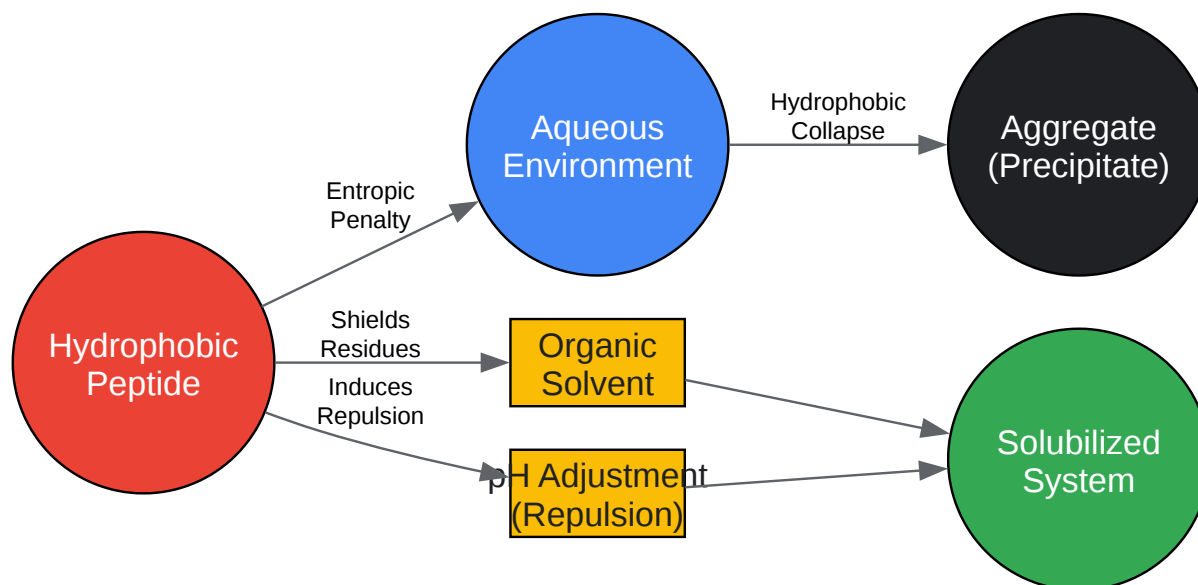 Hydrophobic
Peptide
Entropic
Penalty
Aqueous
Environment
Hydrophobic
Collapse
Aggregate
(Precipitate)
Shields
Residues
Organic
Solvent
Induces
Repulsion
pH Adjustment
(Repulsion)
Solubilized
System